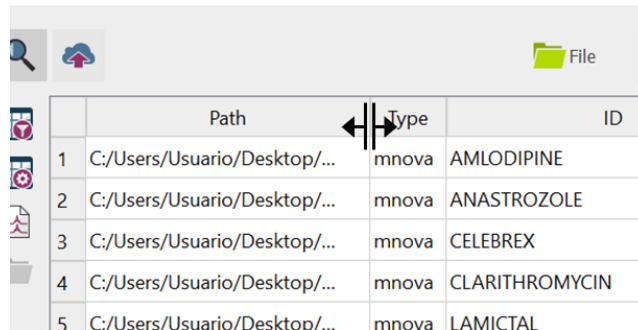 File
Path Type ID
1 C:/Users/Usuario/Desktop/... mnova AMLODIPINE
2 C:/Users/Usuario/Desktop/... mnova ANASTROZOLE
3 C:/Users/Usuario/Desktop/... mnova CELEBREX
4 C:/Users/Usuario/Desktop/... mnova CLARITHROMYCIN
5 C:/Users/Usuario/Desktop/... mnova LAMICTAL